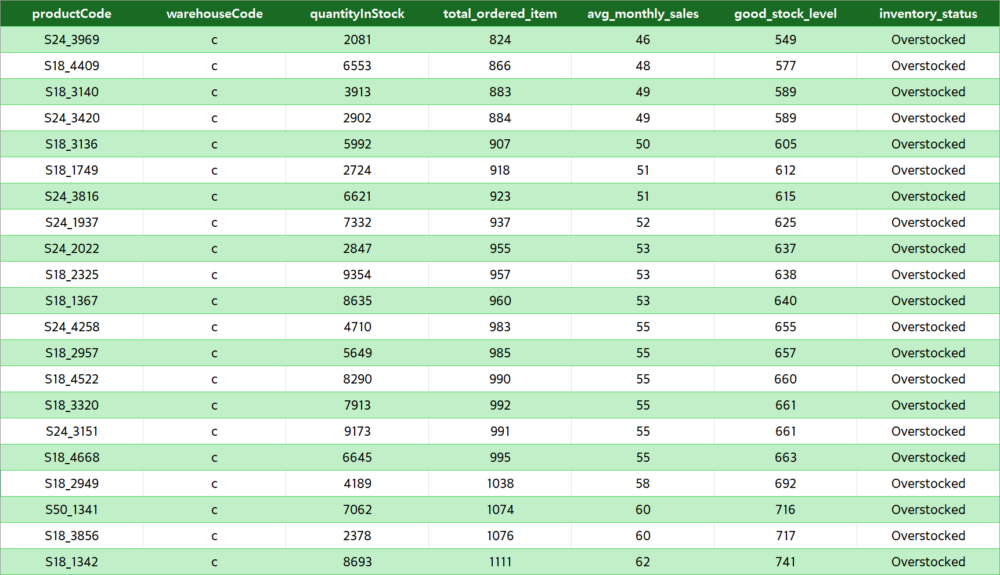 productCode warehouseCode quantityInStock total_ordered_item avg_monthly_sales good_stock_level inventory_status
S24_3969 c 2081 824 46 549 Overstocked
S18_4409 c 6553 866 48 577 Overstocked
S18_3140 c 3913 883 49 589 Overstocked
S24_3420 c 2902 884 49 589 Overstocked
S18_3136 c 5992 907 50 605 Overstocked
S18_1749 c 2724 918 51 612 Overstocked
S24_3816 c 6621 923 51 615 Overstocked
S24_1937 c 7332 937 52 625 Overstocked
S24_2022 c 2847 955 53 637 Overstocked
S18_2325 c 9354 957 53 638 Overstocked
S18_1367 c 8635 960 53 640 Overstocked
S24_4258 c 4710 983 55 655 Overstocked
S18_2957 c 5649 985 55 657 Overstocked
S18_4522 c 8290 990 55 660 Overstocked
S18_3320 c 7913 992 55 661 Overstocked
S24_3151 c 9173 991 55 661 Overstocked
S18_4668 c 6645 995 55 663 Overstocked
S18_2949 c 4189 1038 58 692 Overstocked
S50_1341 c 7062 1074 60 716 Overstocked
S18_3856 c 2378 1076 60 717 Overstocked
S18_1342 c 8693 1111 62 741 Overstocked